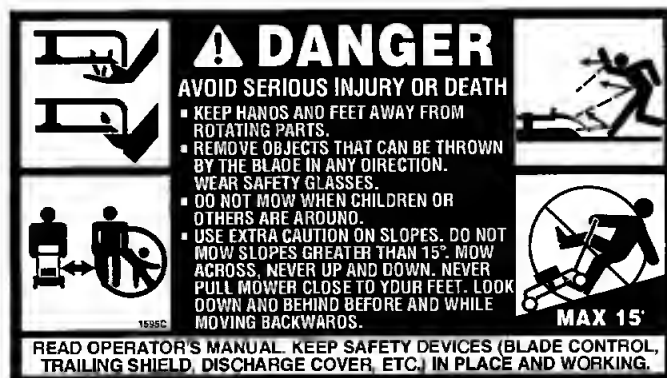 DANGER
AVOID SERIOUS INJURY OR DEATH
▪ KEEP HANDS AND FEET AWAY FROM
ROTATING PARTS.
▪ REMOVE OBJECTS THAT CAN BE THROWN
BY THE BLADE IN ANY DIRECTION.
WEAR SAFETY GLASSES.
▪ DO NOT MOW WHEN CHILDREN OR
OTHERS ARE AROUND.
▪ USE EXTRA CAUTION ON SLOPES. DO NOT
MOW SLOPES GREATER THAN 15°. MOW
ACROSS, NEVER UP AND DOWN. NEVER
PULL MOWER CLOSE TO YOUR FEET. LOOK
DOWN AND BEHIND BEFORE AND WHILE
MOVING BACKWARDS.
1595C
MAX 15°
READ OPERATOR'S MANUAL. KEEP SAFETY DEVICES (BLADE CONTROL,
TRAILING SHIELD, DISCHARGE COVER, ETC.) IN PLACE AND WORKING.